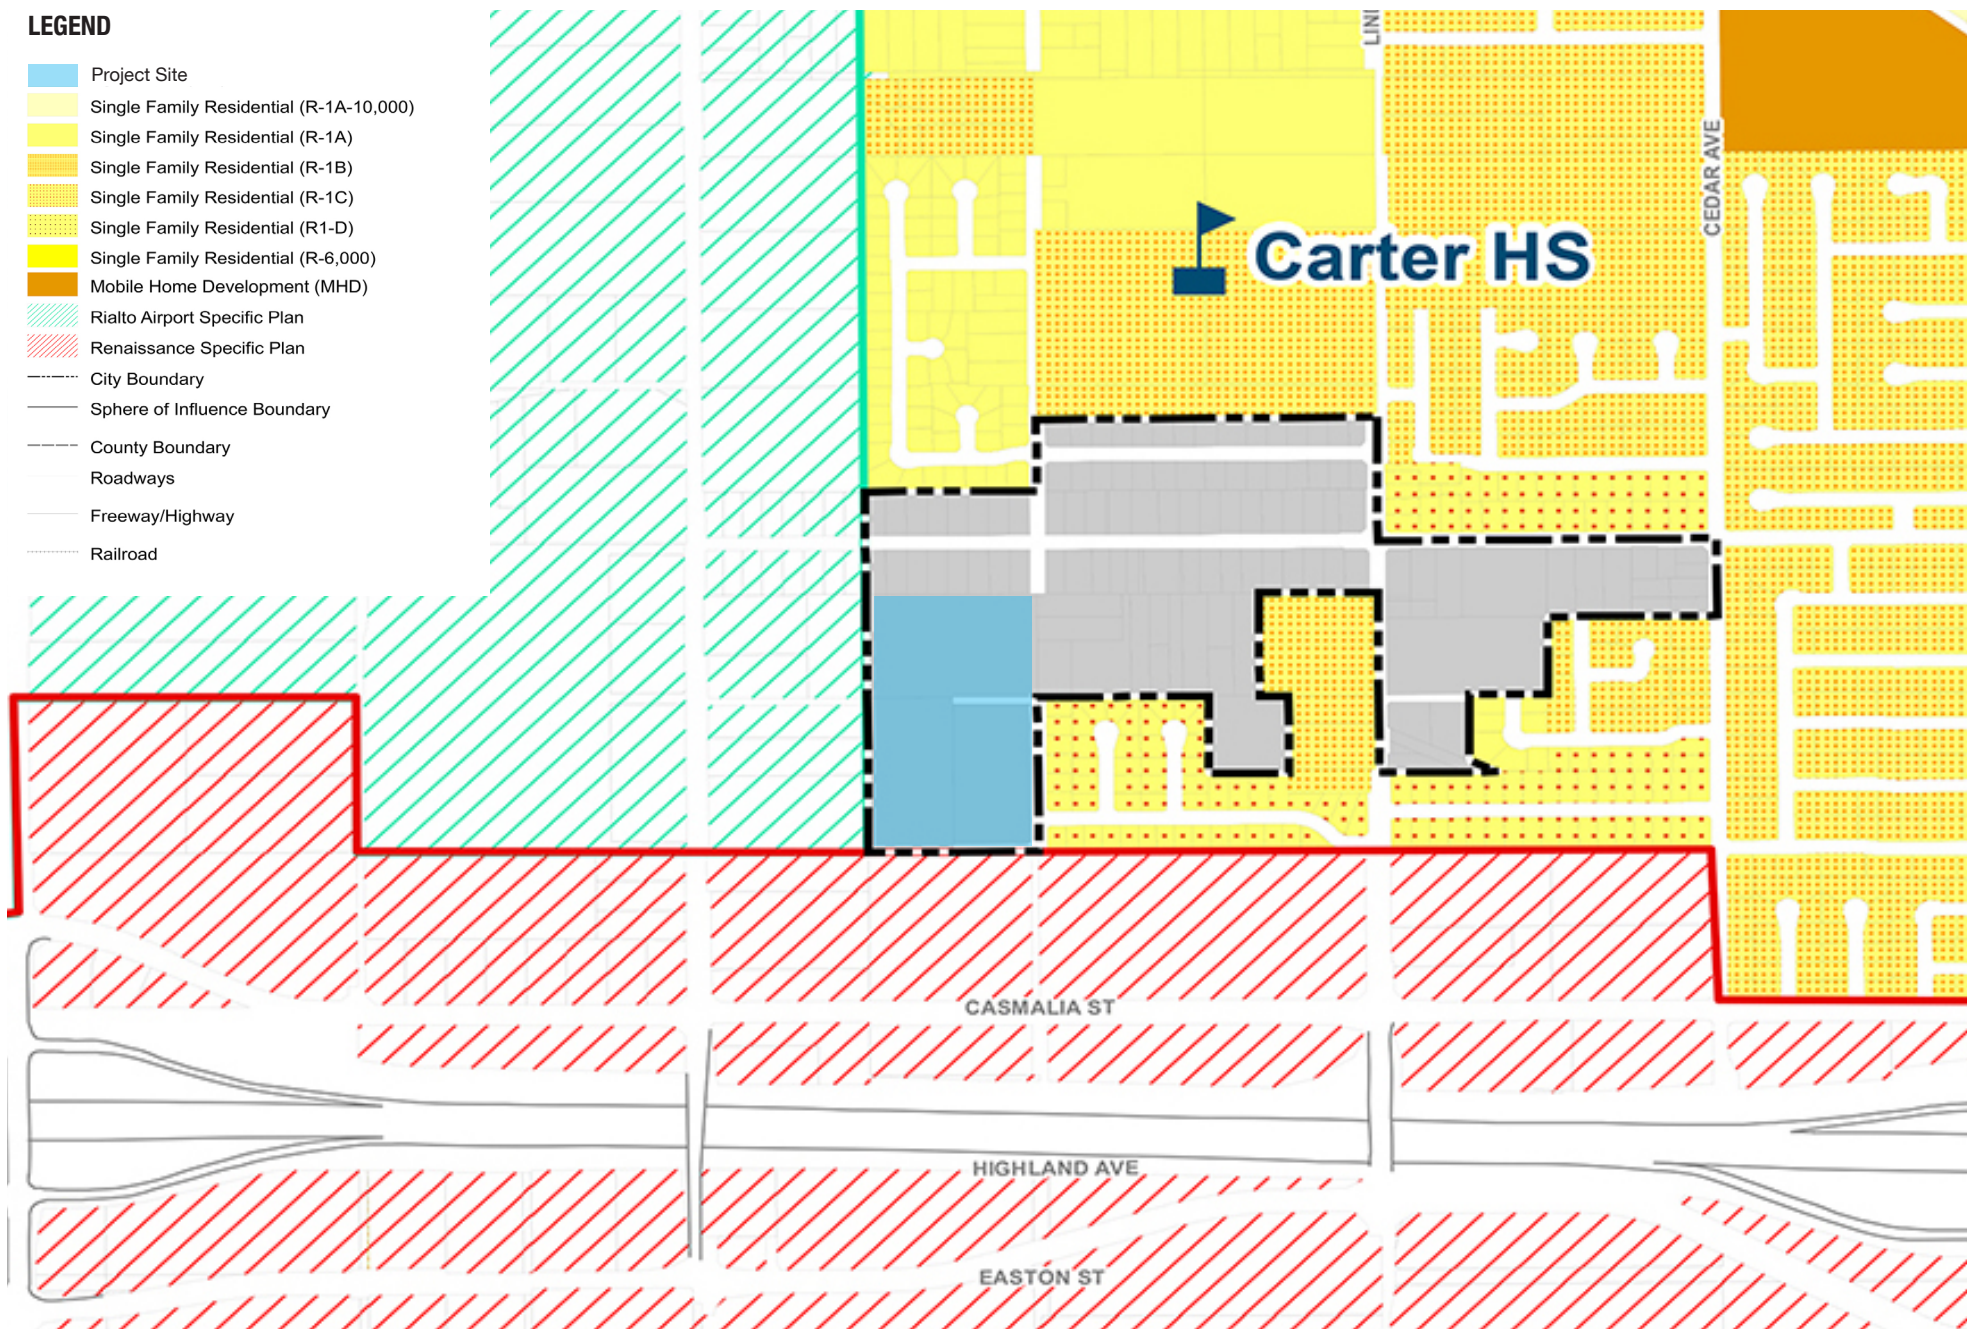 LEGEND
Project Site
Single Family Residential (R-1A-10,000)
Single Family Residential (R-1A)
Single Family Residential (R-1B)
Single Family Residential (R-1C)
Single Family Residential (R1-D)
Single Family Residential (R-6,000)
Mobile Home Development (MHD)
Rialto Airport Specific Plan
Renaissance Specific Plan
City Boundary
Sphere of Influence Boundary
County Boundary
Roadways
Freeway/Highway
Railroad
CEDAR AVE
Carter HS
CASMALIA ST
HIGHLAND AVE
EASTON ST